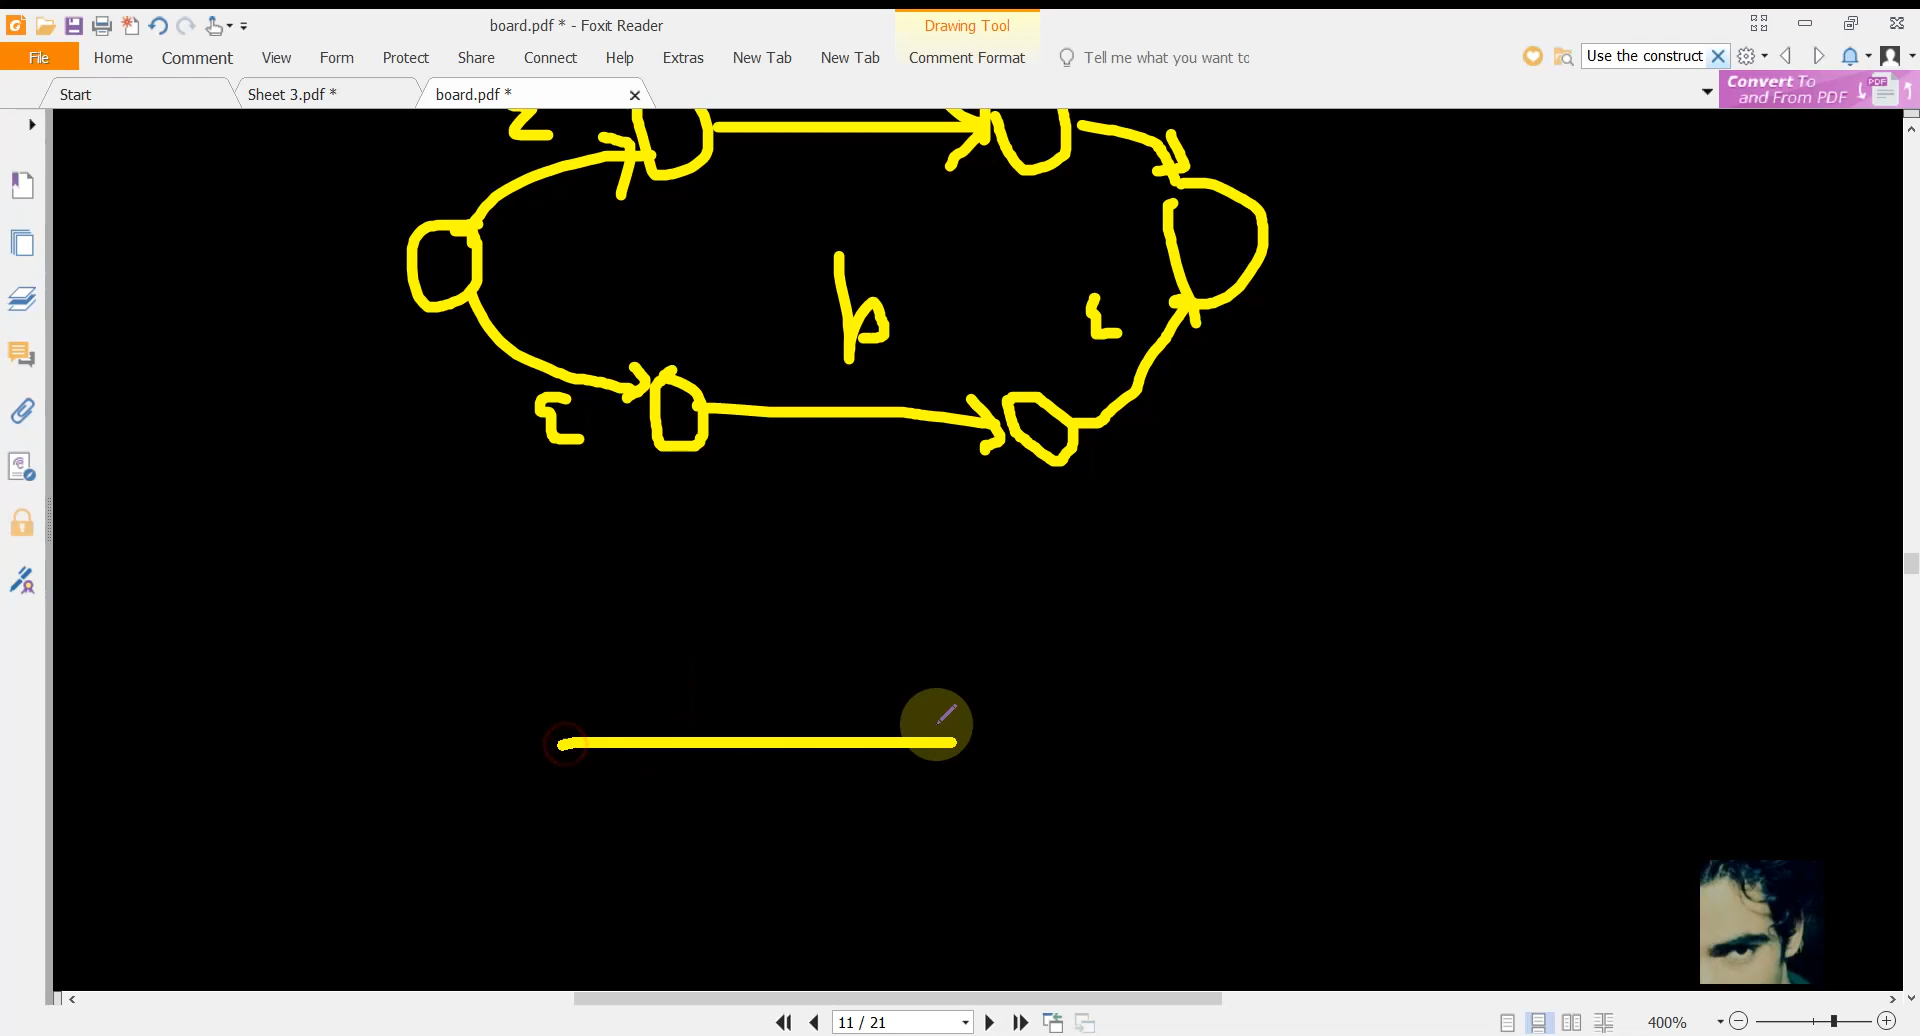 board.pdf * - Foxit Reader
Drawing Tool
File Home Comment View Form Protect Share Connect Help Extras New Tab New Tab Comment Format Tell me what you want to Use the construct
Start Sheet 3.pdf * board.pdf *
Convert To
and From PDF
PDF
ε
b
ε
ε
11 / 21
400%